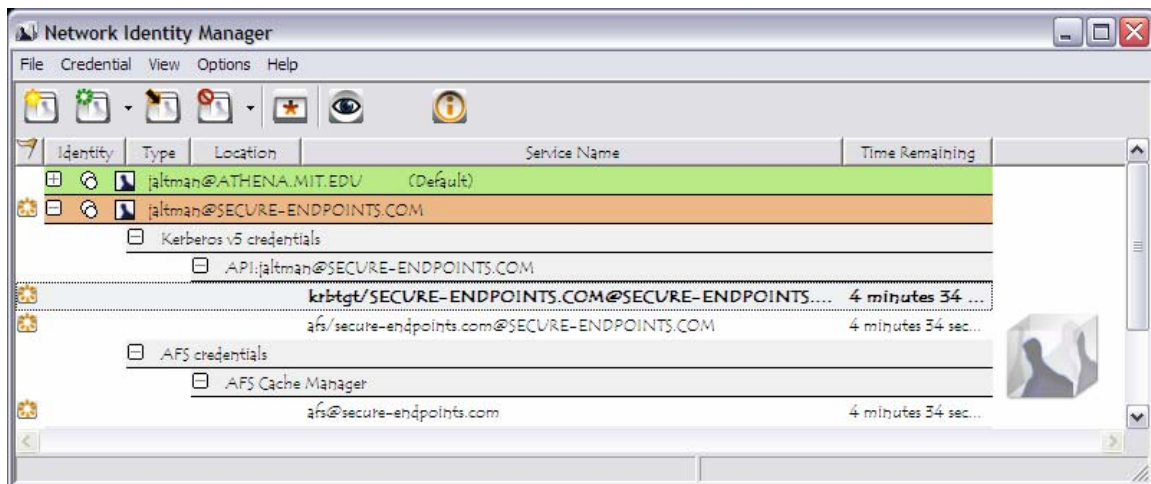 Network Identity Manager
File Credential View Options Help
Identity Type Location Service Name Time Remaining
jaltman@ATHENA.MIT.EDU (Default)
jaltman@SECURE-ENDPOINTS.COM
Kerberos v5 credentials
API:jaltman@SECURE-ENDPOINTS.COM
krbtgt/SECURE-ENDPOINTS.COM@SECURE-ENDPOINTS.... 4 minutes 34 ...
afs/secure-endpoints.com@SECURE-ENDPOINTS.COM 4 minutes 34 sec...
AFS credentials
AFS Cache Manager
afs@secure-endpoints.com 4 minutes 34 sec...